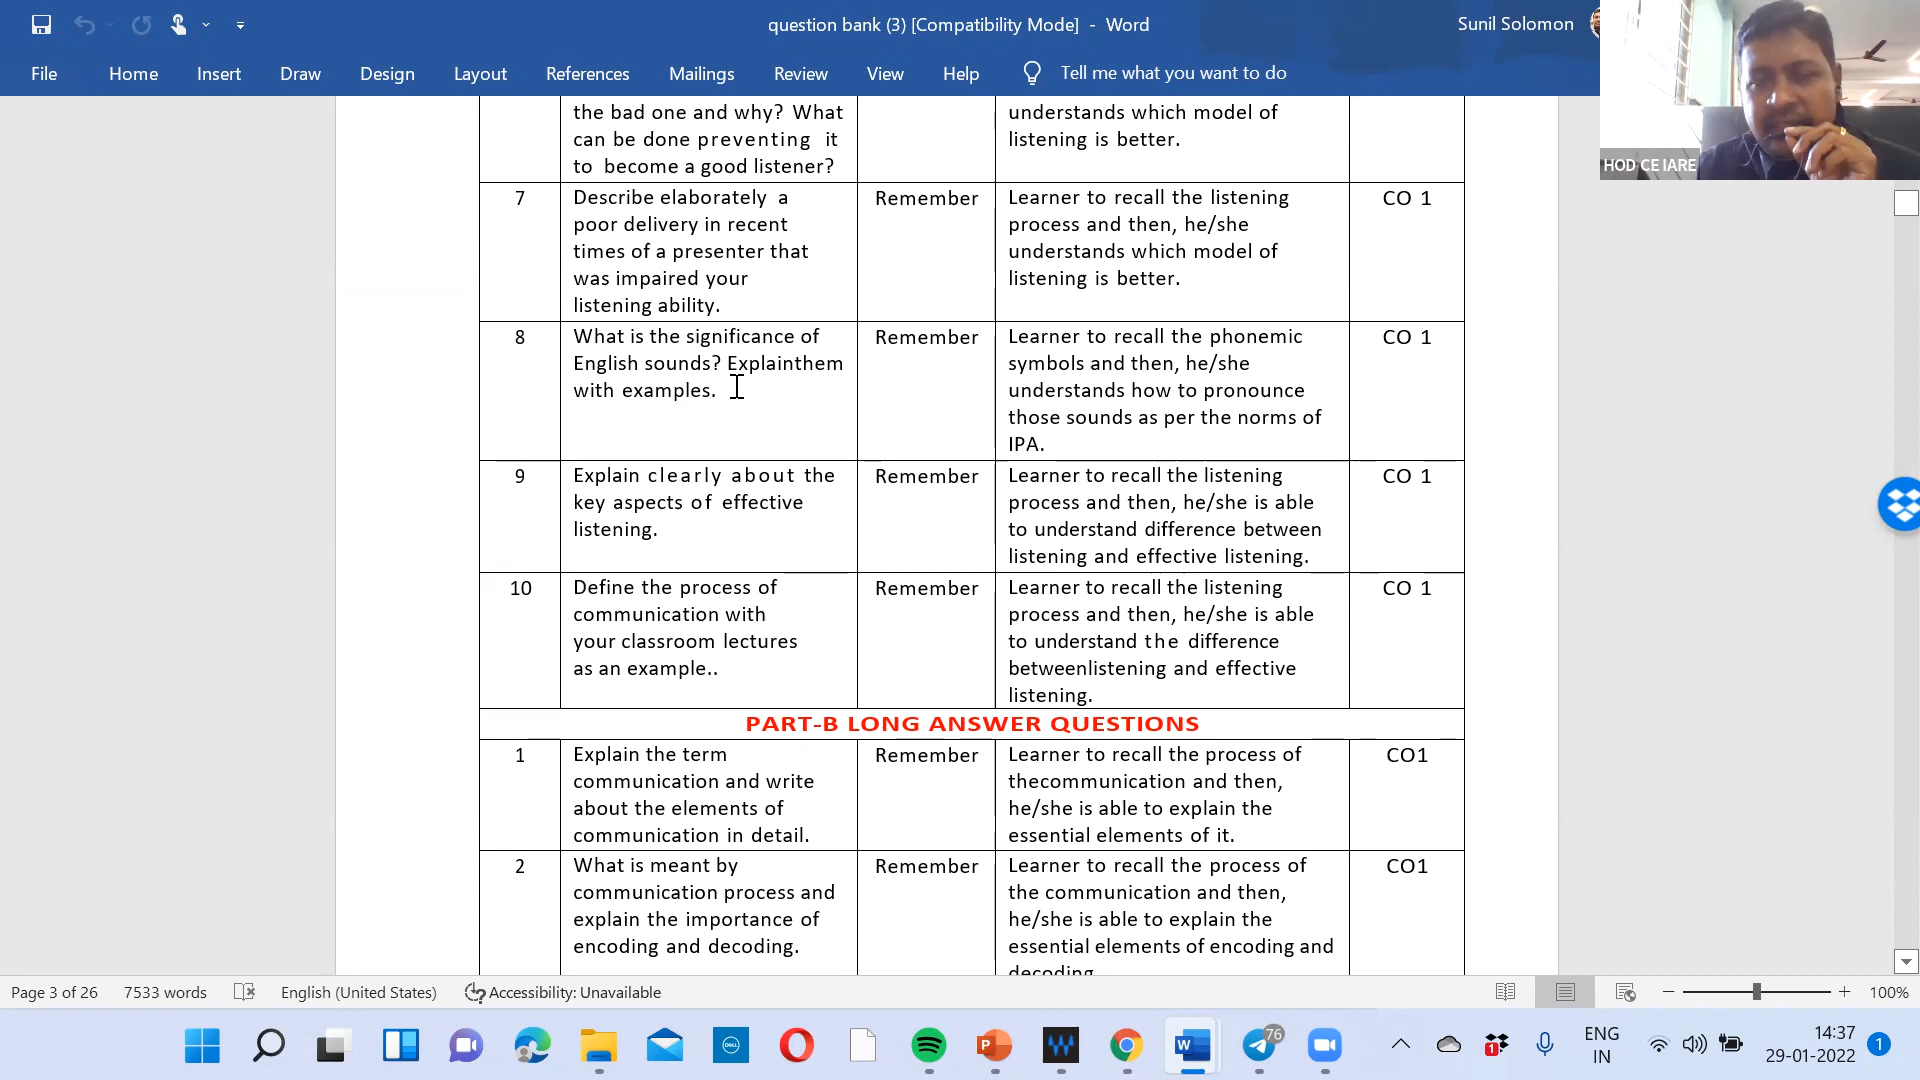 question bank (3) [Compatibility Mode] - Word
Sunil Solomon
File Home Insert Draw Design Layout References Mailings Review View Help Tell me what you want to do
HOD CE IARE
the bad one and why? What
can be done preventing it
to become a good listener?
understands which model of
listening is better.
7
Describe elaborately a
poor delivery in recent
times of a presenter that
was impaired your
listening ability.
Remember
Learner to recall the listening
process and then, he/she
understands which model of
listening is better.
CO 1
8
What is the significance of
English sounds? Explainthem
with examples.
Remember
Learner to recall the phonemic
symbols and then, he/she
understands how to pronounce
those sounds as per the norms of
IPA.
CO 1
9
Explain clearly about the
key aspects of effective
listening.
Remember
Learner to recall the listening
process and then, he/she is able
to understand difference between
listening and effective listening.
CO 1
10
Define the process of
communication with
your classroom lectures
as an example..
Remember
Learner to recall the listening
process and then, he/she is able
to understand the difference
betweenlistening and effective
listening.
CO 1
PART-B LONG ANSWER QUESTIONS
1
Explain the term
communication and write
about the elements of
communication in detail.
Remember
Learner to recall the process of
thecommunication and then,
he/she is able to explain the
essential elements of it.
CO1
2
What is meant by
communication process and
explain the importance of
encoding and decoding.
Remember
Learner to recall the process of
the communication and then,
he/she is able to explain the
essential elements of encoding and
decoding.
CO1
Page 3 of 26 7533 words English (United States) Accessibility: Unavailable 100%
DELL
P
W
76
1
ENG
IN
14:37
29-01-2022
1